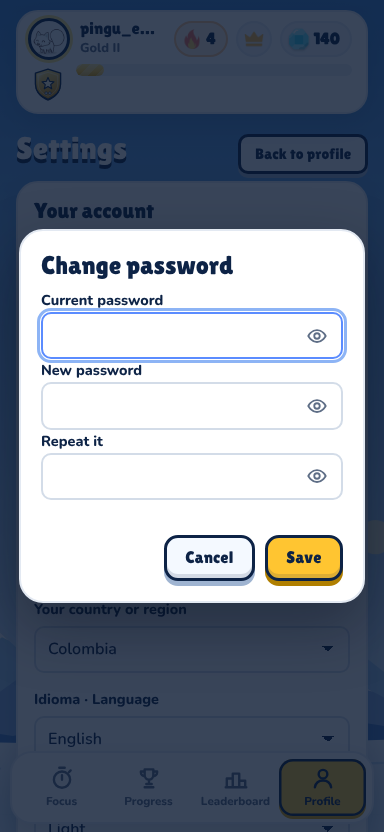 pingu_e...
Gold II
4
140
Settings
Back to profile
Your account
Change password
Current password
New password
Repeat it
Cancel
Save
Your country or region
Colombia
Idioma · Language
English
Focus
Progress
Leaderboard
Profile
Light